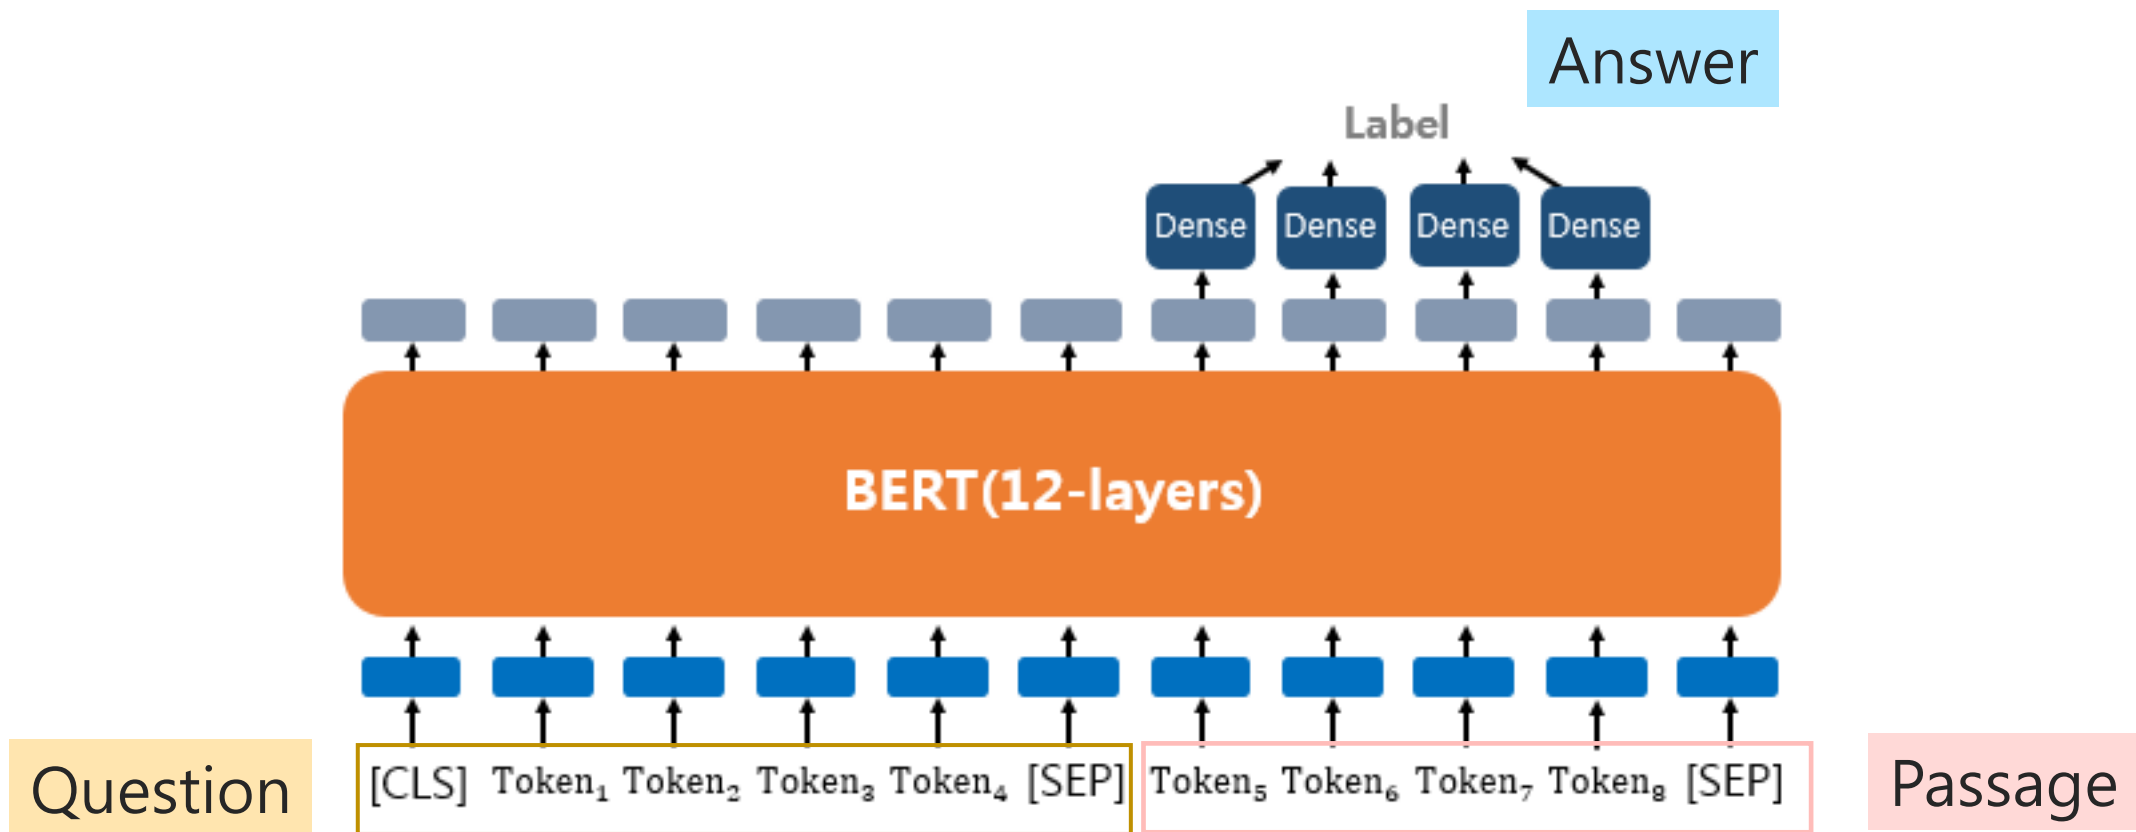 Answer
Label
Dense Dense Dense Dense
BERT(12-layers)
Question [CLS] Token₁ Token₂ Token₃ Token₄ [SEP] Token₅ Token₆ Token₇ Token₈ [SEP] Passage